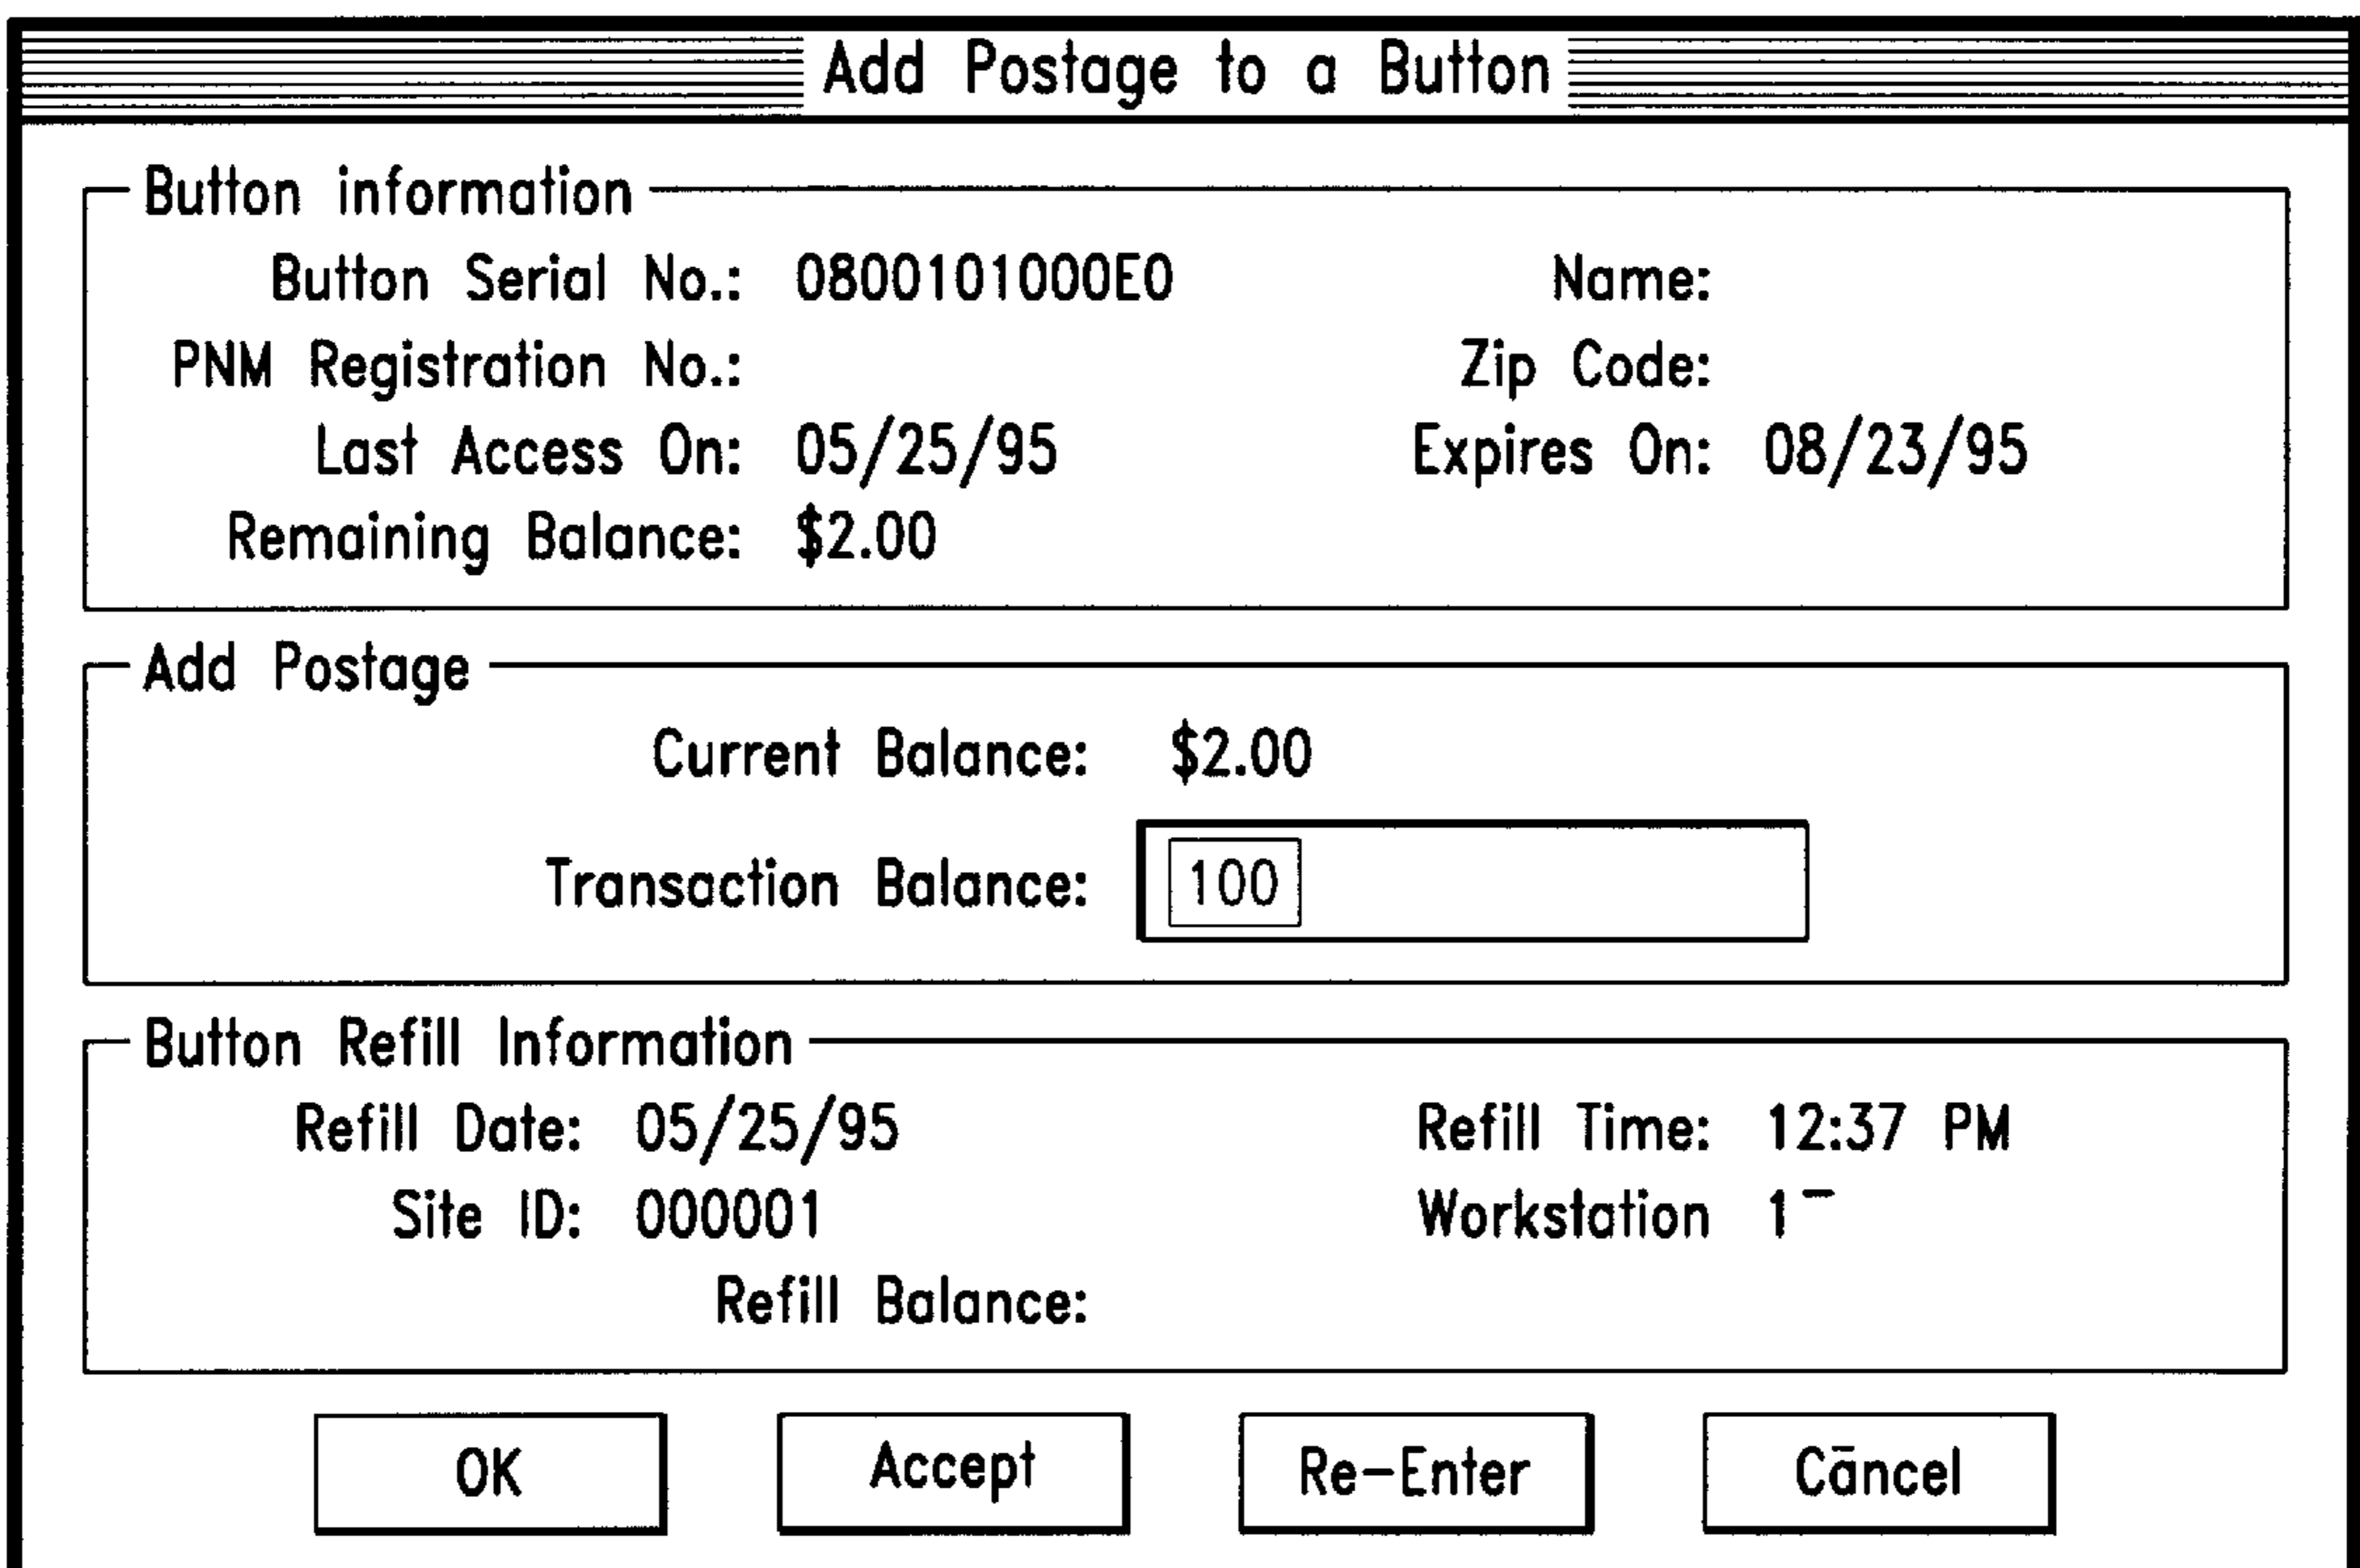 Add Postage to a Button
Button information
Button Serial No.: 0800101000E0 Name:
PNM Registration No.: Zip Code:
Last Access On: 05/25/95 Expires On: 08/23/95
Remaining Balance: $2.00
Add Postage
Current Balance: $2.00
Transaction Balance: 100
Button Refill Information
Refill Date: 05/25/95 Refill Time: 12:37 PM
Site ID: 000001 Workstation 1
Refill Balance:
OK Accept Re-Enter Cancel